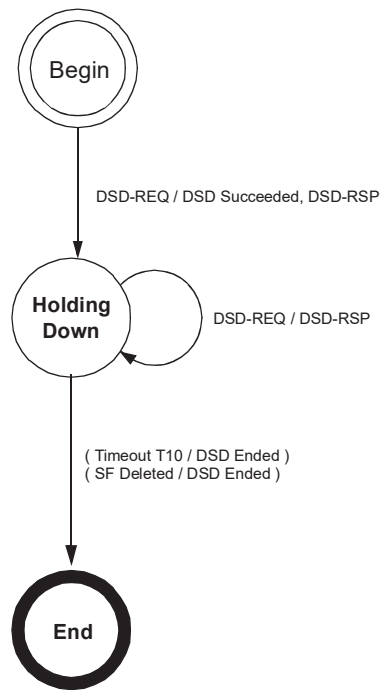 Begin
DSD-REQ / DSD Succeeded, DSD-RSP
Holding
Down
DSD-REQ / DSD-RSP
( Timeout T10 / DSD Ended )
( SF Deleted / DSD Ended )
End